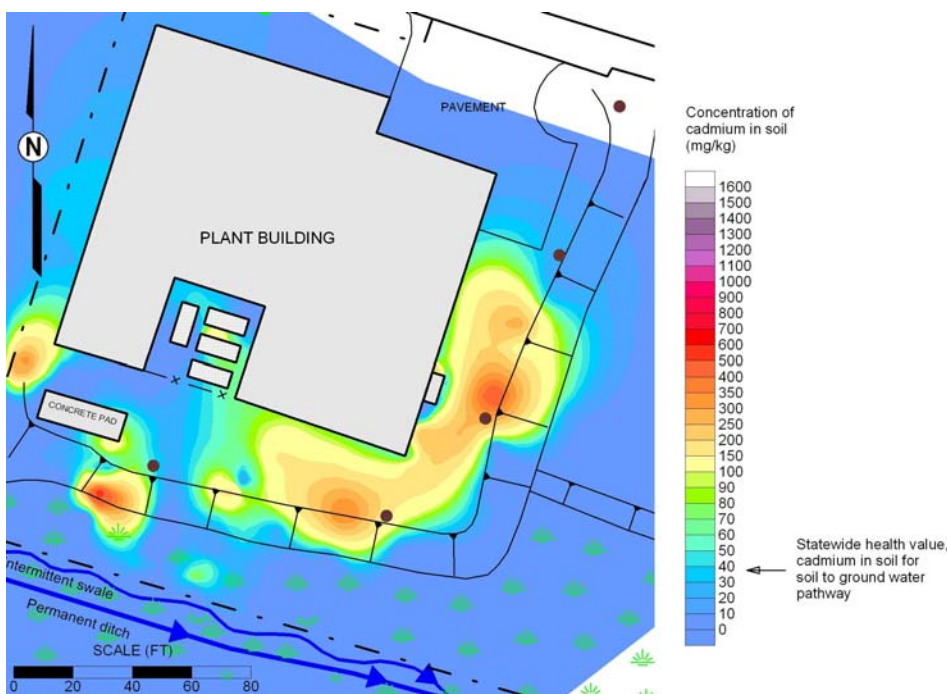 N
PAVEMENT
PLANT BUILDING
CONCRETE PAD
x
x
Intermittent swale
Permanent ditch
SCALE (FT)
0 20 40 60 80
Concentration of
cadmium in soil
(mg/kg)
1600
1500
1400
1300
1200
1100
1000
900
800
700
600
500
400
350
300
250
200
150
100
90
80
70
60
50
40
30
20
10
0
Statewide health value,
cadmium in soil for
soil to ground water
pathway